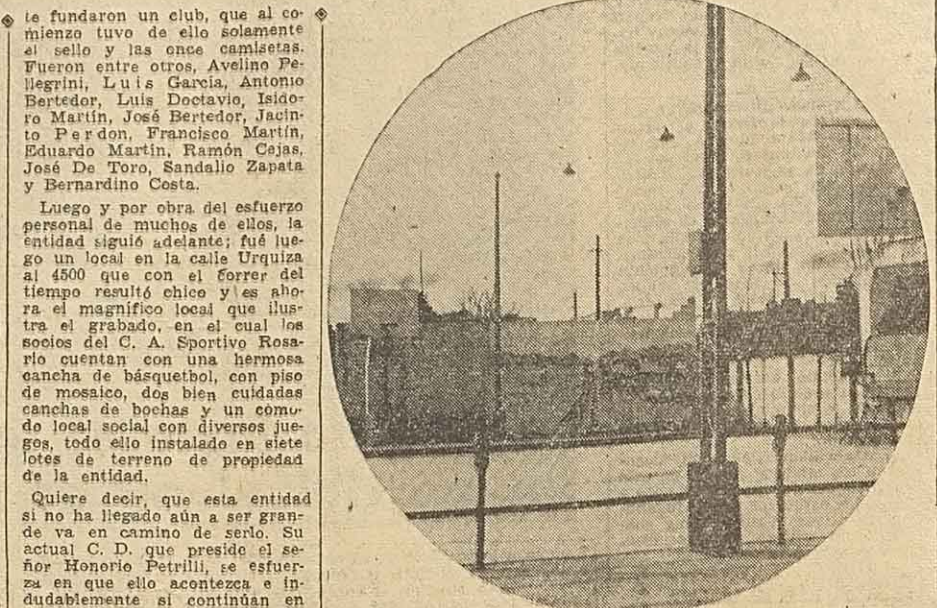 te fundaron un club, que al co-
mienzo tuvo de ello solamente
el sello y las once camisetas.
Fueron entre otros, Avelino Pe-
llegrini, Luis García, Antonio
Bertedor, Luis Doctavio, Isido-
ro Martín, José Bertedor, Jacin-
to Perdon, Francisco Martín,
Eduardo Martín, Ramón Cejas,
José De Toro, Sandalio Zapata
y Bernardino Costa.
Luego y por obra del esfuerzo
personal de muchos de ellos, la
entidad siguió adelante; fué lue-
go un local en la calle Urquiza
al 4500 que con el correr del
tiempo resultó chico y es aho-
ra el magnífico local que ilus-
tra el grabado, en el cual los
socios del C. A. Sportivo Rosa-
rio cuentan con una hermosa
cancha de básquetbol, con piso
de mosaico, dos bien cuidadas
canchas de bochas y un cómo-
do local social con diversos jue-
gos, todo ello instalado en siete
lotes de terreno de propiedad
de la entidad.
Quiere decir, que esta entidad
si no ha llegado aún a ser gran-
de va en camino de serlo. Su
actual C. D. que preside el se-
ñor Honorio Petrilli, se esfuer-
za en que ello acontezca e in-
dudablemente si continúan en